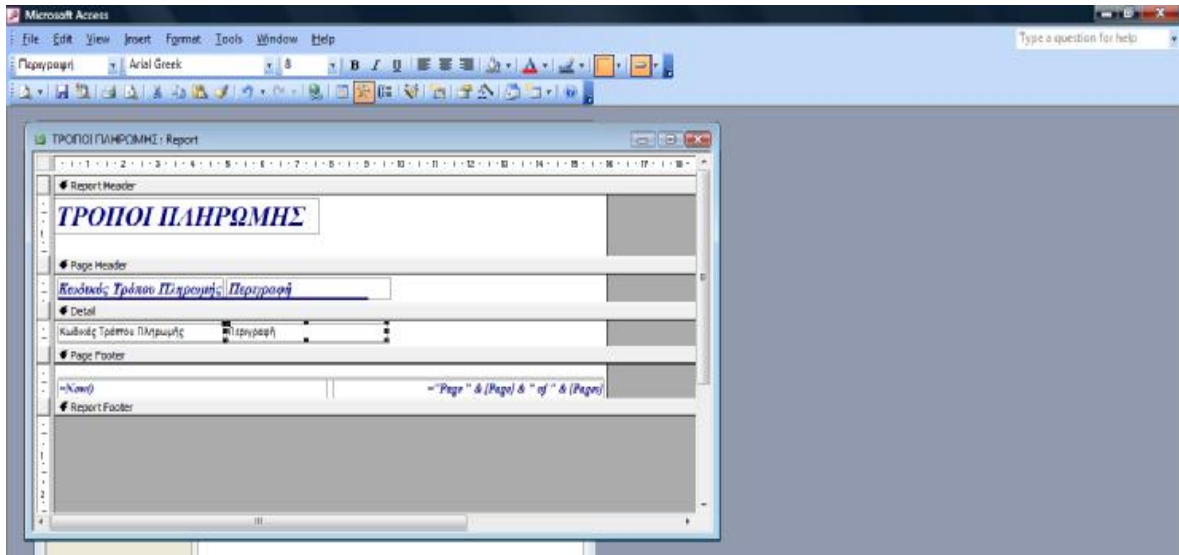 Microsoft Access
File Edit View Insert Format Tools Window Help
Type a question for help
Περιγραφή Arial Greek 8 B I U
ΤΡΟΠΟΙ ΠΛΗΡΩΜΗΣ : Report
Report Header
ΤΡΟΠΟΙ ΠΛΗΡΩΜΗΣ
Page Header
Κωδικός Τρόπου Πληρωμής Περιγραφή
Detail
Κωδικός Τρόπου Πληρωμής Περιγραφή
Page Footer
=Now() ="Page " & [Page] & " of " & [Pages]
Report Footer